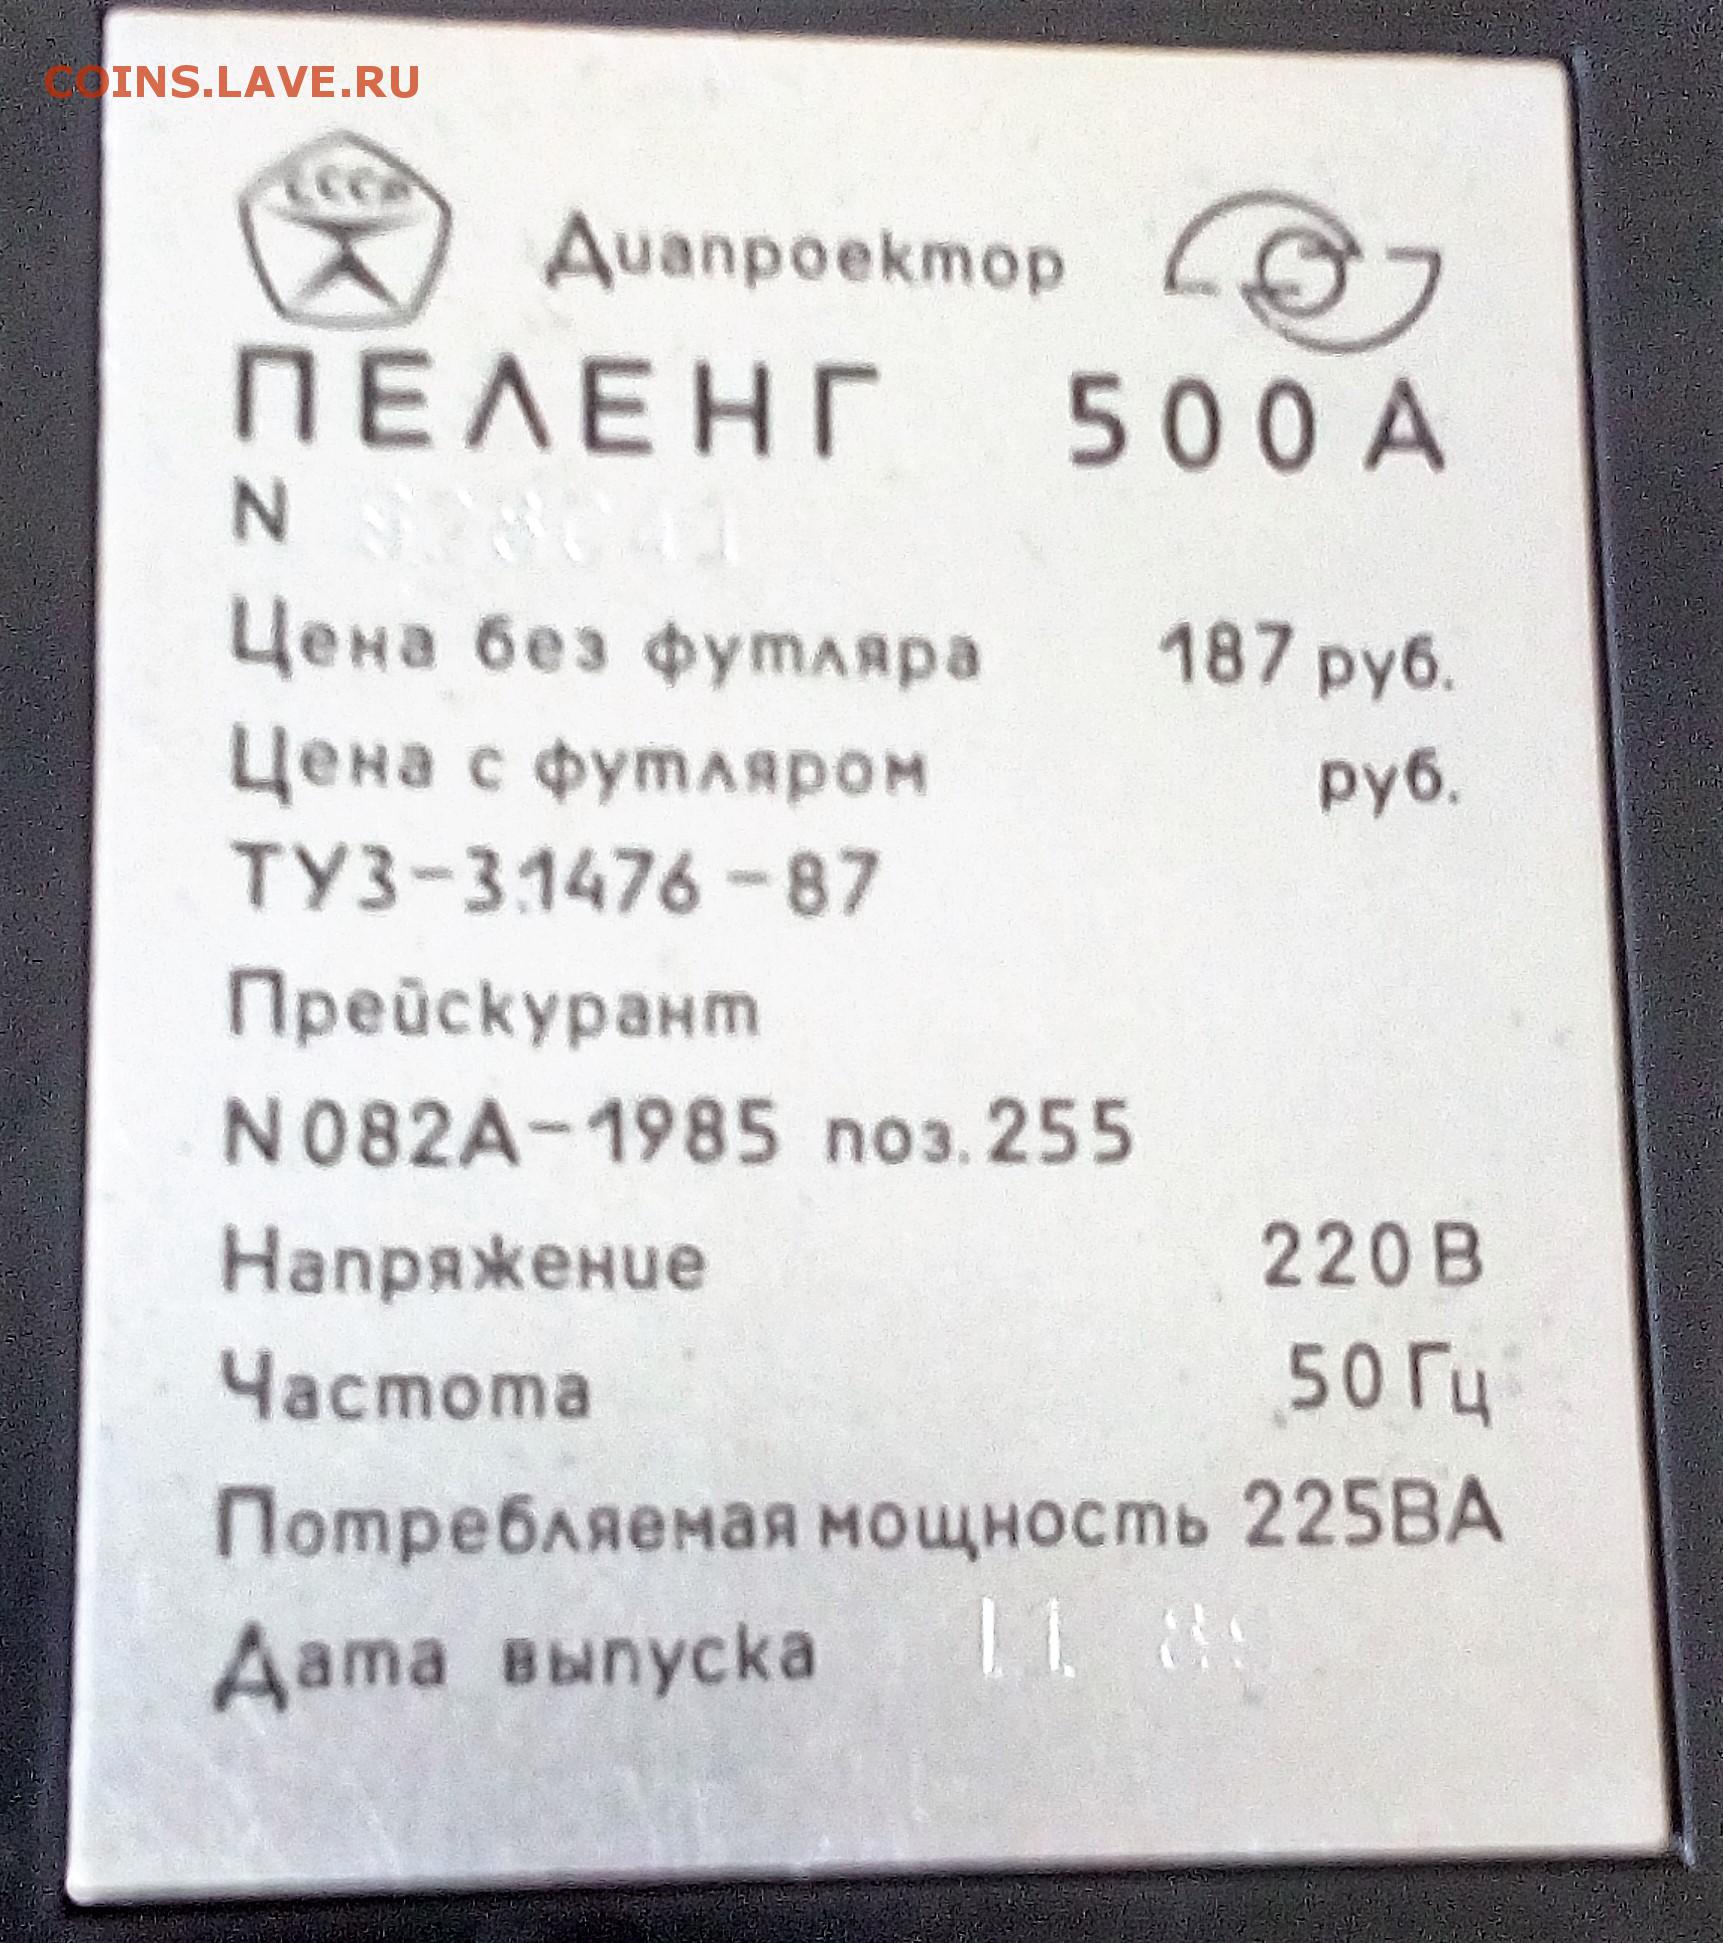 COINS.LAVE.RU
СССР
Диапроектор
ПЕЛЕНГ 500 А
N
Цена без футляра 187 руб.
Цена с футляром руб.
ТУ3-3.1476-87
Прейскурант
N 082А-1985 поз. 255
Напряжение 220 В
Частота 50 Гц
Потребляемая мощность 225ВА
Дата выпуска 11